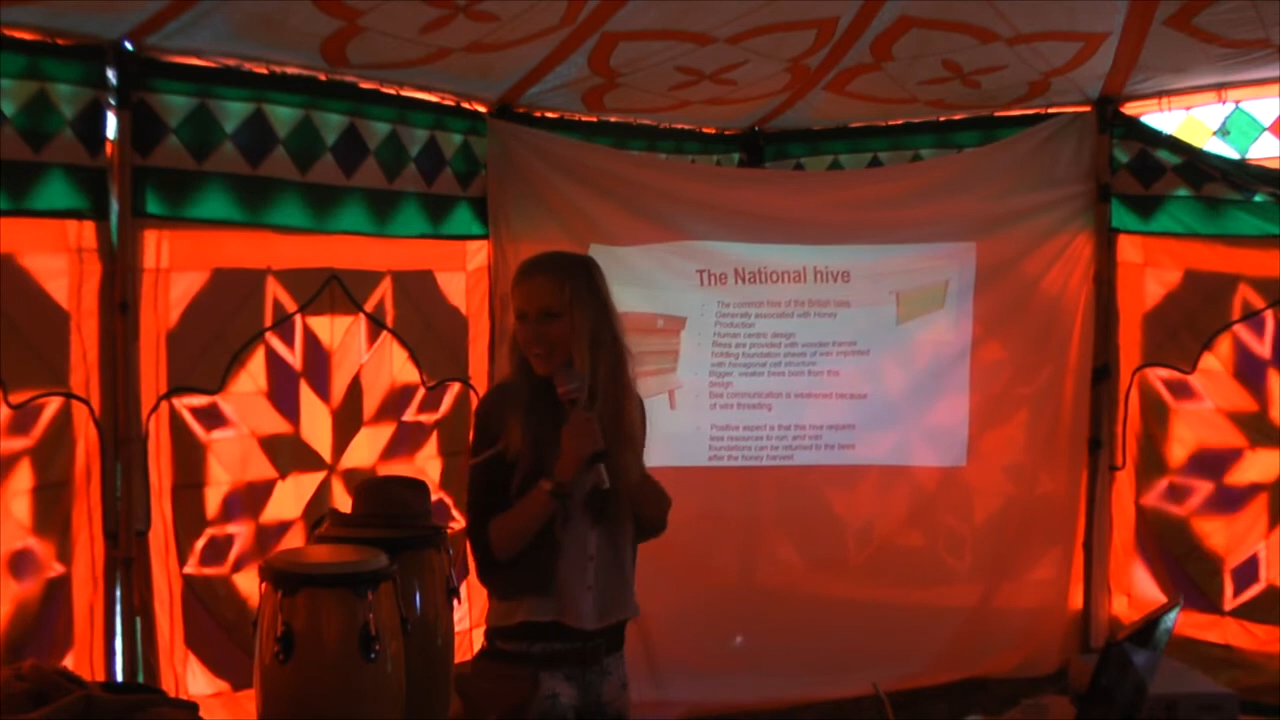 The National hive
- The common hive of the British Isles
- Generally associated with Honey
Production
- Human centric design
- Bees are provided with wooden frames
holding foundation sheets of wax imprinted
with hexagonal cell structure.
- Bigger, weaker bees born from this
design
- Bee communication is weakened because
of wire threading
- Positive aspect is that this hive requires
less resources to run, and wax
foundations can be returned to the bees
after the honey harvest